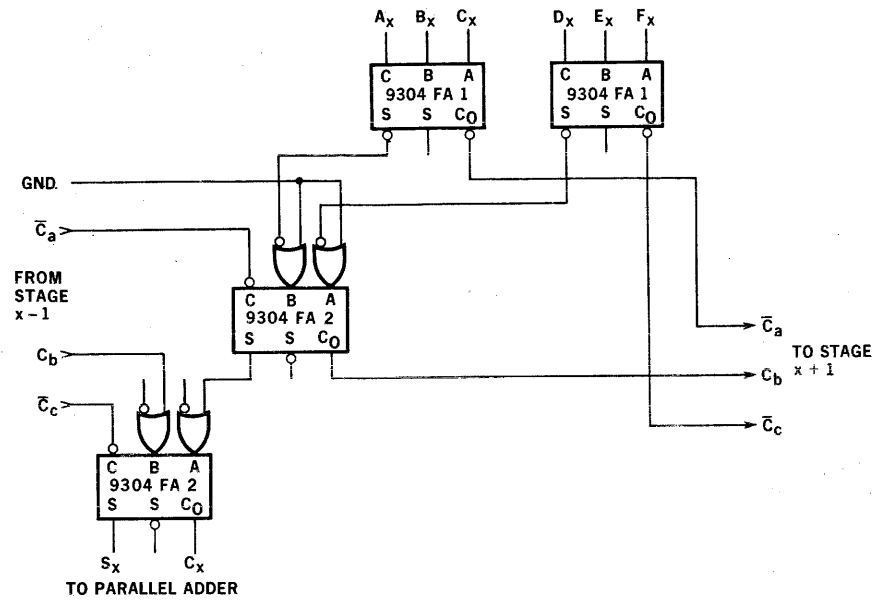 Ax Bx Cx Dx Ex Fx
C B A
9304 FA 1
S S CO
C B A
9304 FA 1
S S CO
GND.
C̅a
FROM
STAGE
x-1
C B A
9304 FA 2
S S CO
Cb
C̅c
C̅a
TO STAGE
x + 1
Cb
C̅c
C B A
9304 FA 2
S S CO
Sx Cx
TO PARALLEL ADDER